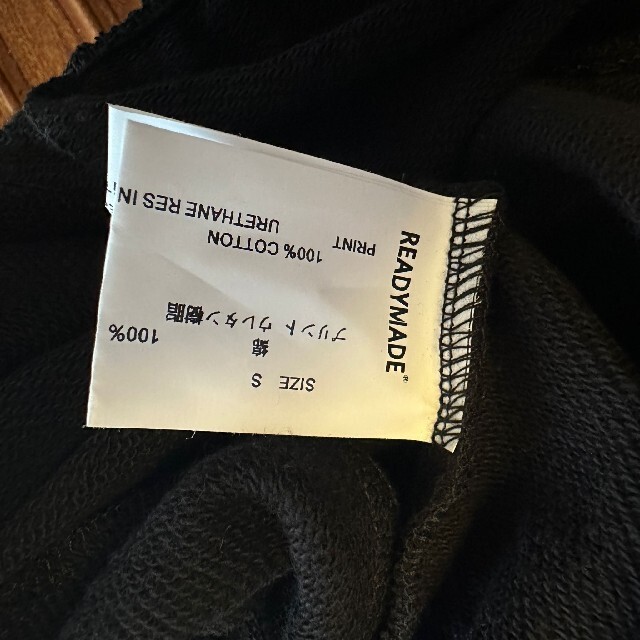 READYMADE®
SIZE S
綿 100%
プリント ウレタン樹脂
100% COTTON
PRINT URETHANE RES IN